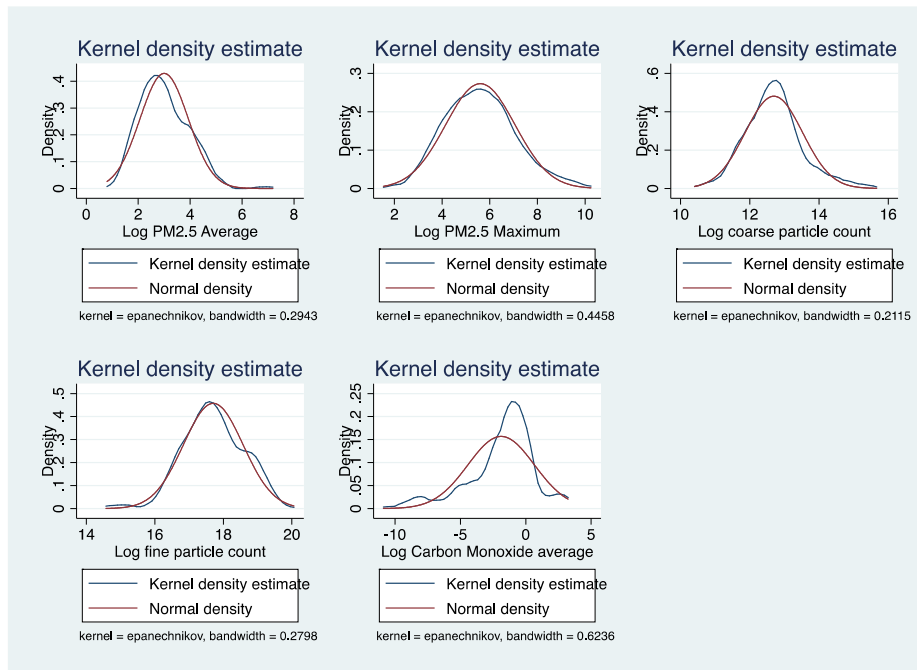 Kernel density estimate
Density
0 .1 .2 .3 .4
0 2 4 6 8
Log PM2.5 Average
Kernel density estimate
Normal density
kernel = epanechnikov, bandwidth = 0.2943
Kernel density estimate
Density
0 .1 .2 .3
2 4 6 8 10
Log PM2.5 Maximum
Kernel density estimate
Normal density
kernel = epanechnikov, bandwidth = 0.4458
Kernel density estimate
Density
0 .2 .4 .6
10 12 14 16
Log coarse particle count
Kernel density estimate
Normal density
kernel = epanechnikov, bandwidth = 0.2115
Kernel density estimate
Density
0 .1 .2 .3 .4 .5
14 16 18 20
Log fine particle count
Kernel density estimate
Normal density
kernel = epanechnikov, bandwidth = 0.2798
Kernel density estimate
Density
0 .05 .1 .15 .2 .25
-10 -5 0 5
Log Carbon Monoxide average
Kernel density estimate
Normal density
kernel = epanechnikov, bandwidth = 0.6236